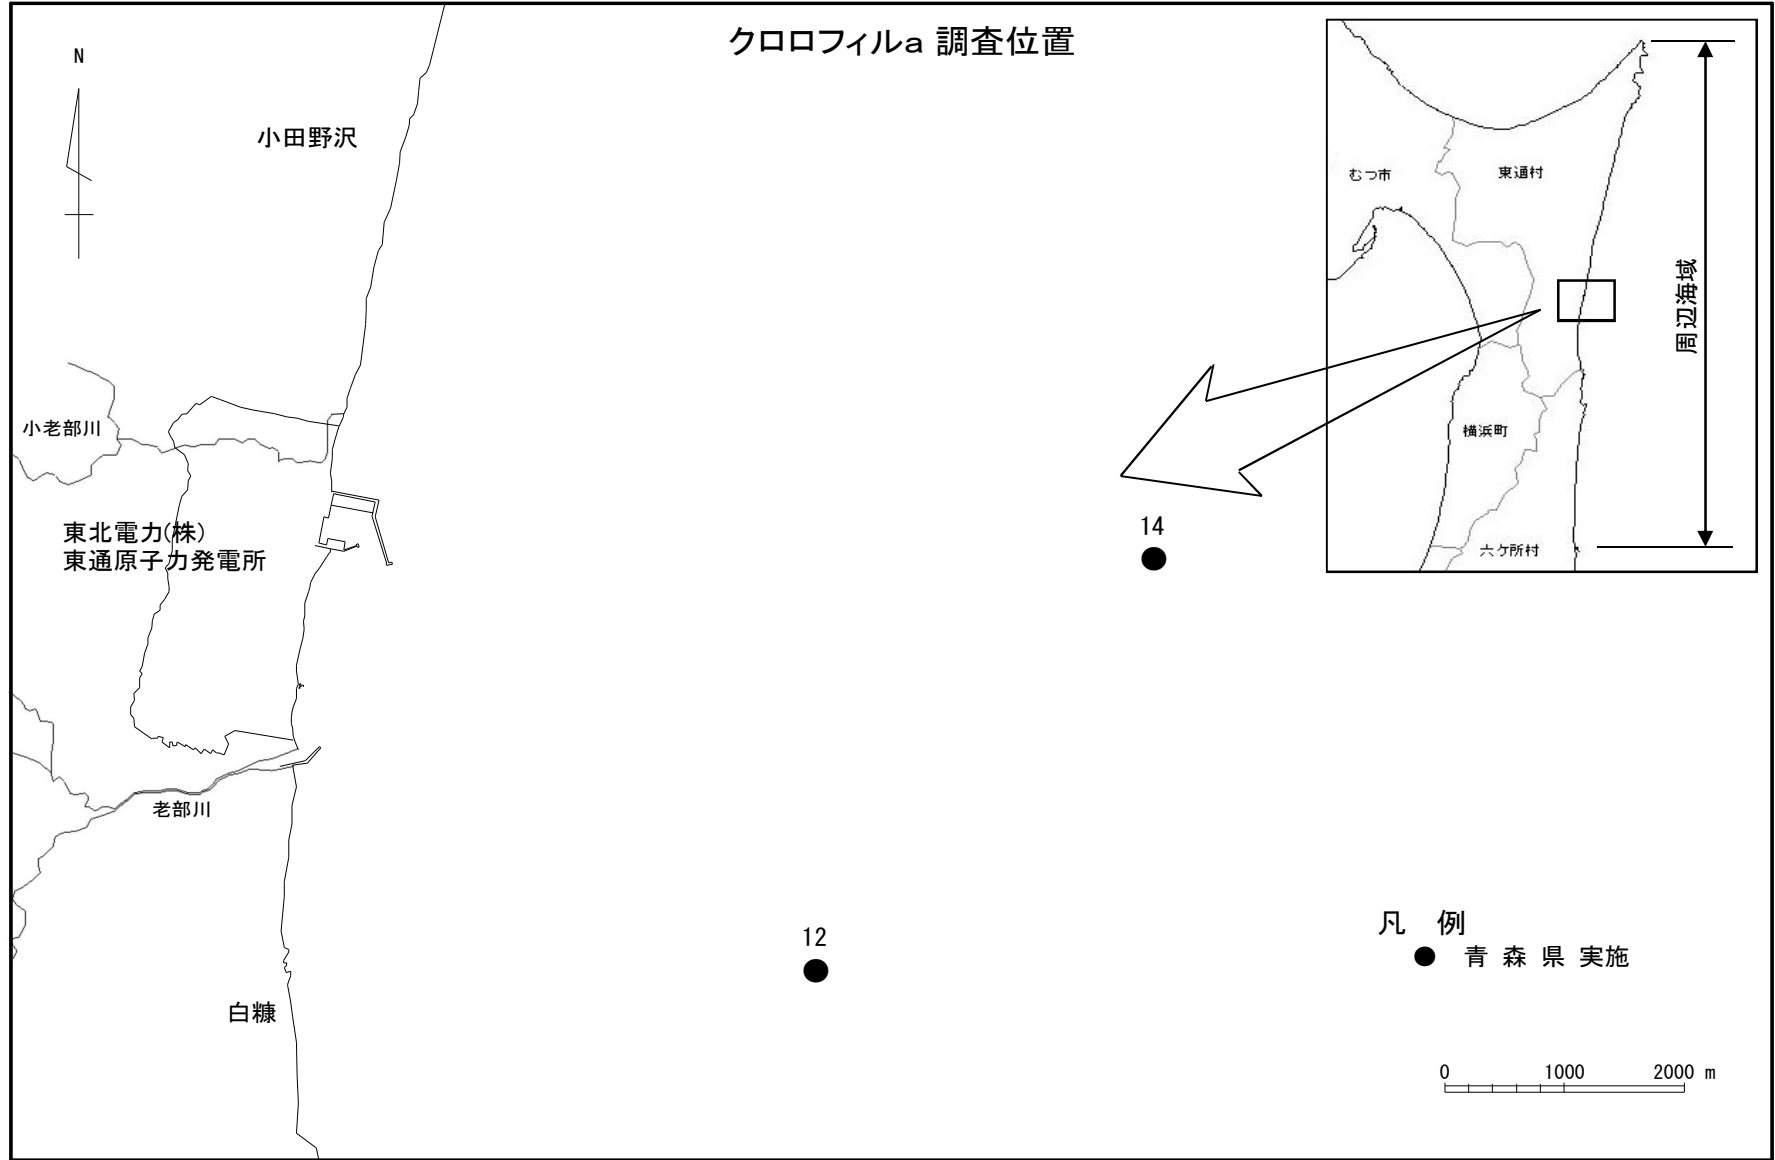 クロロフィルa 調査位置
N
小田野沢
むつ市
東通村
周辺海域
横浜町
六ケ所村
小老部川
東北電力(株)
東通原子力発電所
14
老部川
12
凡 例
● 青 森 県 実施
白糠
0 1000 2000 m